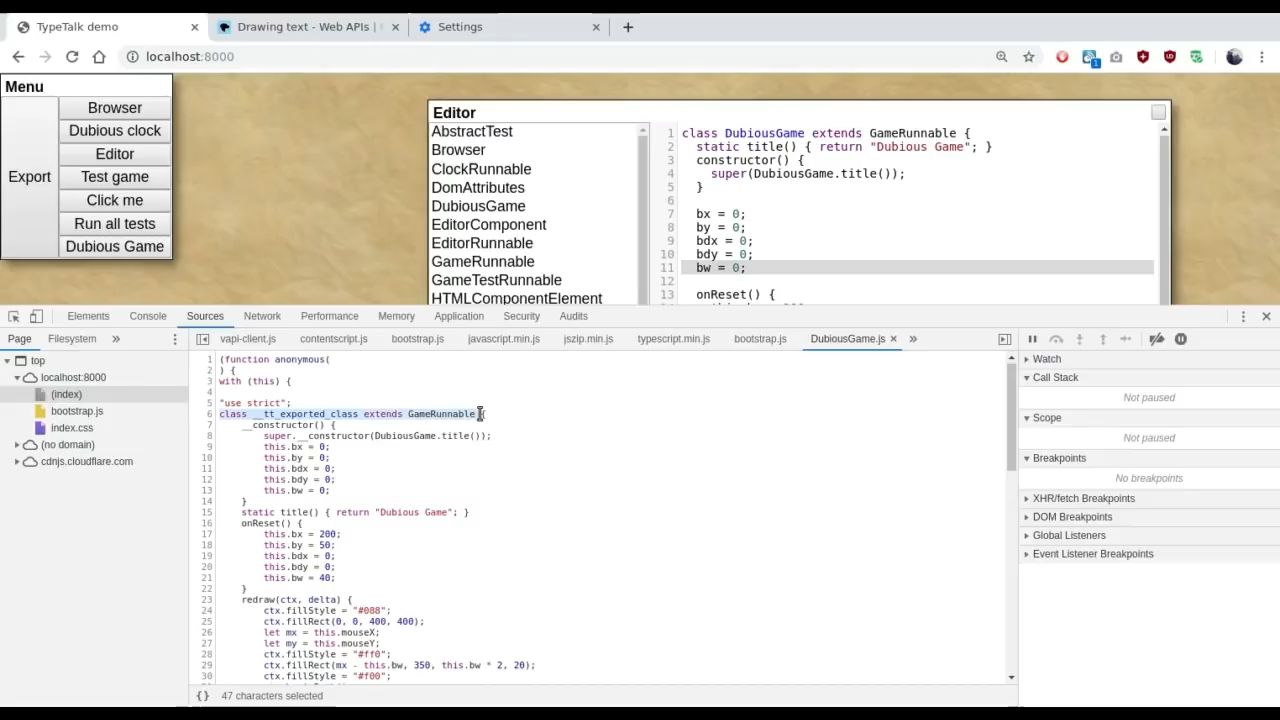 TypeTalk demo
Drawing text - Web APIs |
Settings
localhost:8000
1
Menu
Export
Browser
Dubious clock
Editor
Test game
Click me
Run all tests
Dubious Game
Editor
AbstractTest
Browser
ClockRunnable
DomAttributes
DubiousGame
EditorComponent
EditorRunnable
GameRunnable
GameTestRunnable
HTMLComponentElement
1 class DubiousGame extends GameRunnable {
2 static title() { return "Dubious Game"; }
3 constructor() {
4 super(DubiousGame.title());
5 }
6
7 bx = 0;
8 by = 0;
9 bdx = 0;
10 bdy = 0;
11 bw = 0;
12
13 onReset() {
Elements Console Sources Network Performance Memory Application Security Audits
Page Filesystem »
vapi-client.js contentscript.js bootstrap.js javascript.min.js jszip.min.js typescript.min.js bootstrap.js DubiousGame.js »
top
localhost:8000
(index)
bootstrap.js
index.css
(no domain)
cdnjs.cloudflare.com
1 (function anonymous(
2 ) {
3 with (this) {
4
5 "use strict";
6 class __tt_exported_class extends GameRunnable {
7 __constructor() {
8 super.__constructor(DubiousGame.title());
9 this.bx = 0;
10 this.by = 0;
11 this.bdx = 0;
12 this.bdy = 0;
13 this.bw = 0;
14 }
15 static title() { return "Dubious Game"; }
16 onReset() {
17 this.bx = 200;
18 this.by = 50;
19 this.bdx = 0;
20 this.bdy = 0;
21 this.bw = 40;
22 }
23 redraw(ctx, delta) {
24 ctx.fillStyle = "#088";
25 ctx.fillRect(0, 0, 400, 400);
26 let mx = this.mouseX;
27 let my = this.mouseY;
28 ctx.fillStyle = "#ff0";
29 ctx.fillRect(mx - this.bw, 350, this.bw * 2, 20);
30 ctx.fillStyle = "#f00";
{} 47 characters selected
Watch
Call Stack
Not paused
Scope
Not paused
Breakpoints
No breakpoints
XHR/fetch Breakpoints
DOM Breakpoints
Global Listeners
Event Listener Breakpoints